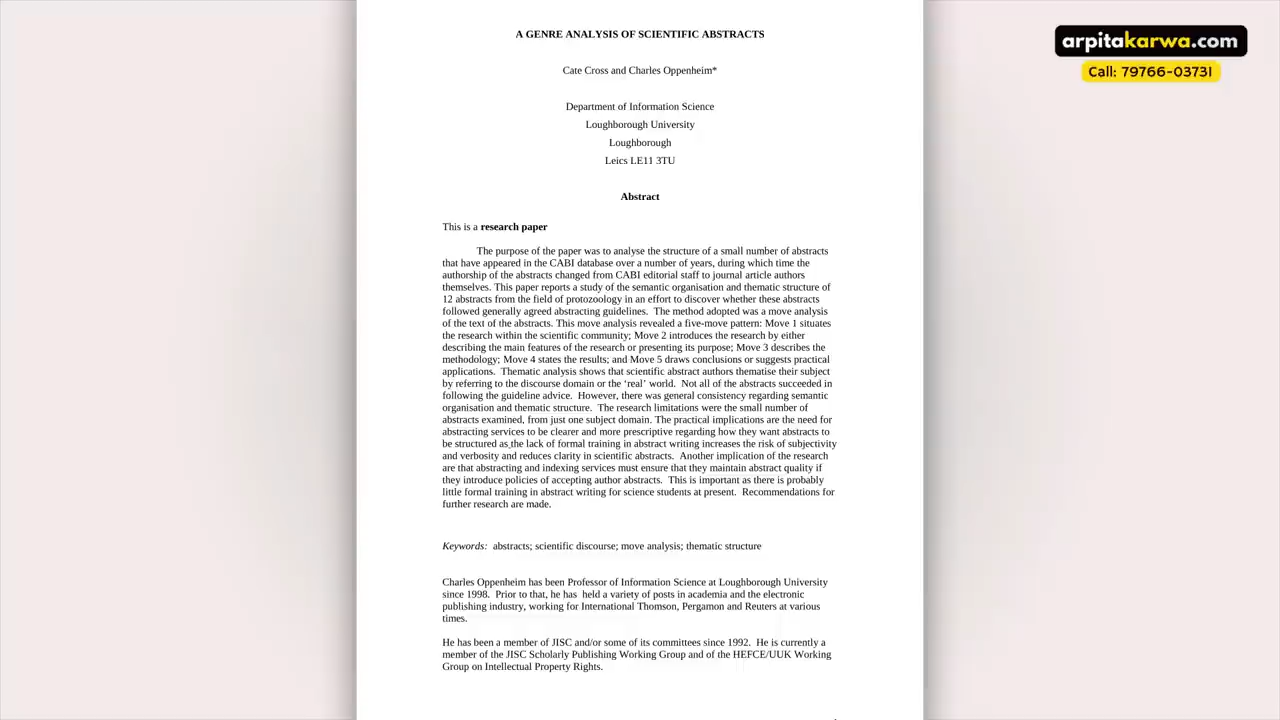 arpitakarwa.com
Call: 79766-03731
A GENRE ANALYSIS OF SCIENTIFIC ABSTRACTS
Cate Cross and Charles Oppenheim*
Department of Information Science
Loughborough University
Loughborough
Leics LE11 3TU
Abstract
This is a research paper
The purpose of the paper was to analyse the structure of a small number of abstracts
that have appeared in the CABI database over a number of years, during which time the
authorship of the abstracts changed from CABI editorial staff to journal article authors
themselves. This paper reports a study of the semantic organisation and thematic structure of
12 abstracts from the field of protozoology in an effort to discover whether these abstracts
followed generally agreed abstracting guidelines. The method adopted was a move analysis
of the text of the abstracts. This move analysis revealed a five-move pattern: Move 1 situates
the research within the scientific community; Move 2 introduces the research by either
describing the main features of the research or presenting its purpose; Move 3 describes the
methodology; Move 4 states the results; and Move 5 draws conclusions or suggests practical
applications. Thematic analysis shows that scientific abstract authors thematise their subject
by referring to the discourse domain or the ‘real’ world. Not all of the abstracts succeeded in
following the guideline advice. However, there was general consistency regarding semantic
organisation and thematic structure. The research limitations were the small number of
abstracts examined, from just one subject domain. The practical implications are the need for
abstracting services to be clearer and more prescriptive regarding how they want abstracts to
be structured as the lack of formal training in abstract writing increases the risk of subjectivity
and verbosity and reduces clarity in scientific abstracts. Another implication of the research
are that abstracting and indexing services must ensure that they maintain abstract quality if
they introduce policies of accepting author abstracts. This is important as there is probably
little formal training in abstract writing for science students at present. Recommendations for
further research are made.
Keywords: abstracts; scientific discourse; move analysis; thematic structure
Charles Oppenheim has been Professor of Information Science at Loughborough University
since 1998. Prior to that, he has held a variety of posts in academia and the electronic
publishing industry, working for International Thomson, Pergamon and Reuters at various
times.
He has been a member of JISC and/or some of its committees since 1992. He is currently a
member of the JISC Scholarly Publishing Working Group and of the HEFCE/UUK Working
Group on Intellectual Property Rights.